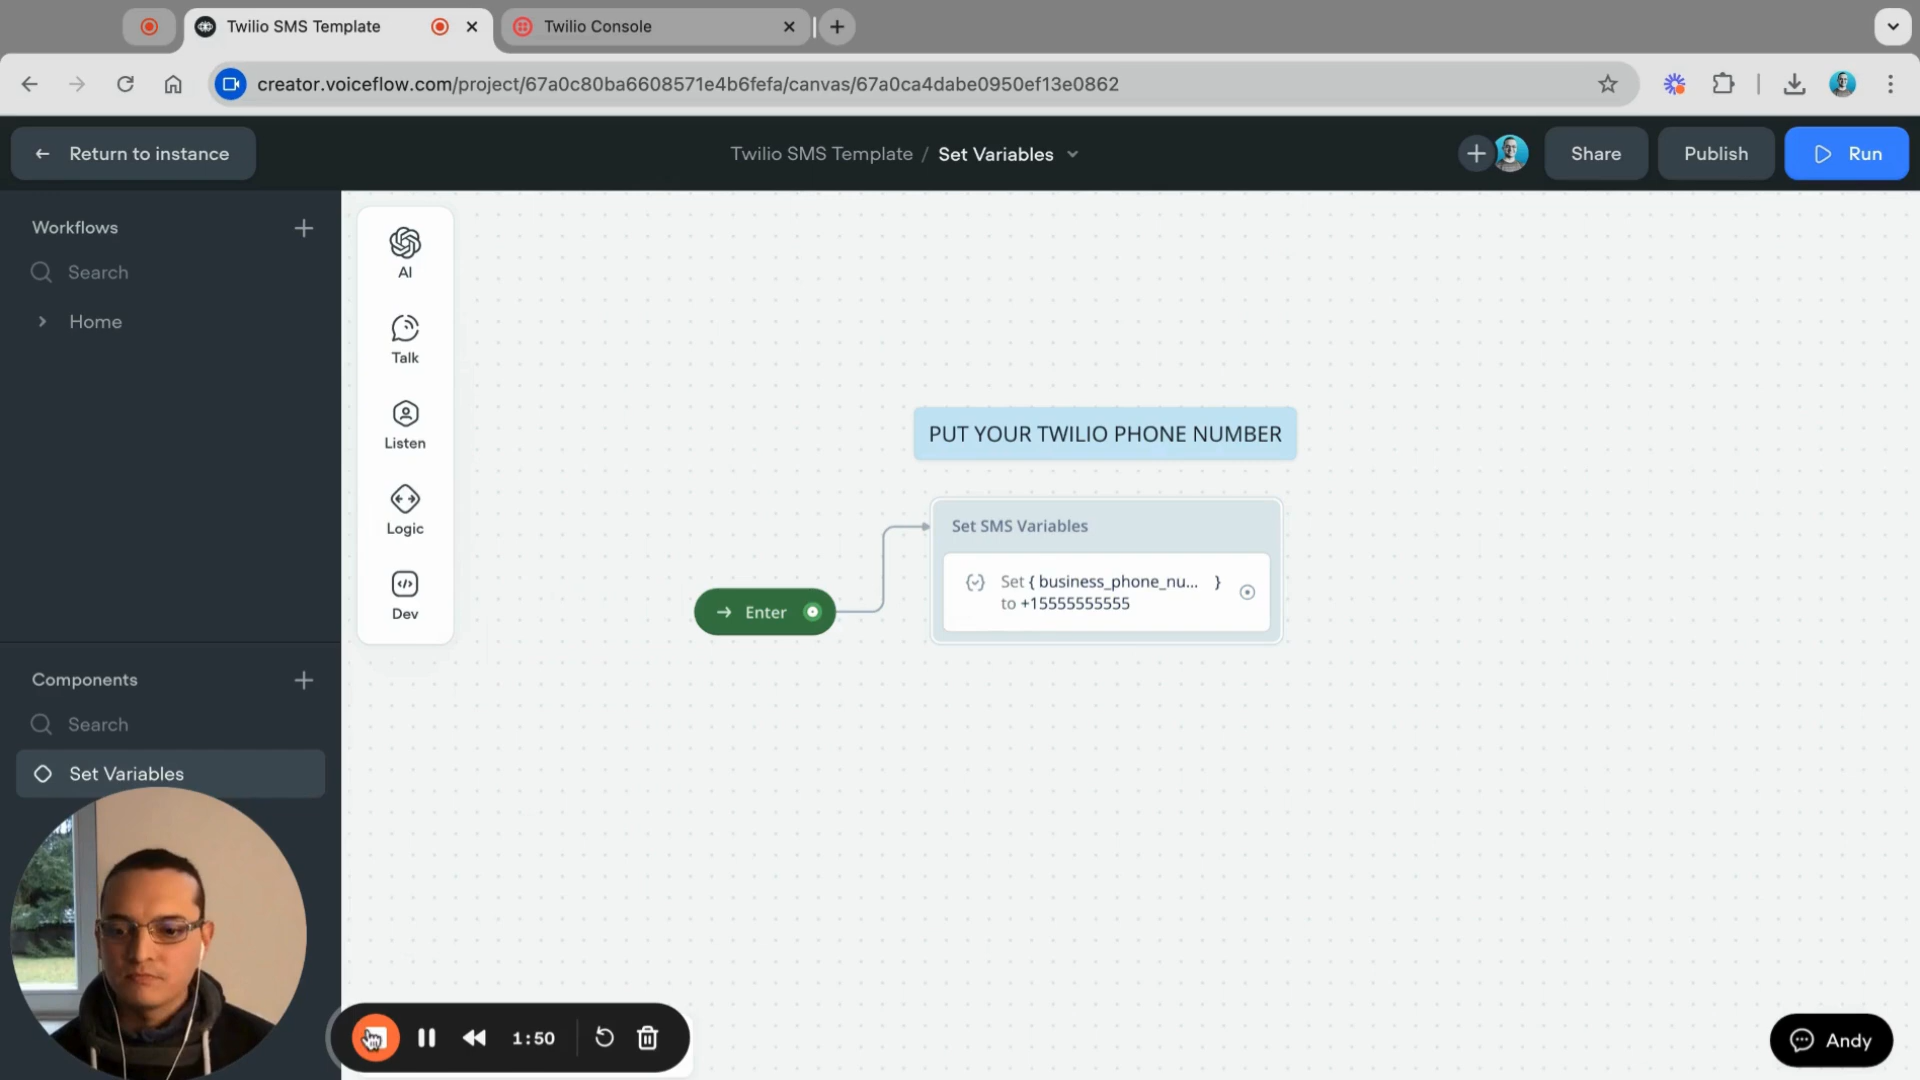 Twilio SMS Template
Twilio Console
creator.voiceflow.com/project/67a0c80ba6608571e4b6fefa/canvas/67a0ca4dabe0950ef13e0862
Return to instance
Twilio SMS Template / Set Variables
Share
Publish
Run
Workflows
Search
Home
AI
Talk
Listen
Logic
Dev
PUT YOUR TWILIO PHONE NUMBER
Set SMS Variables
Set { business_phone_nu... }
to +15555555555
Enter
Components
Search
Set Variables
1:50
Andy